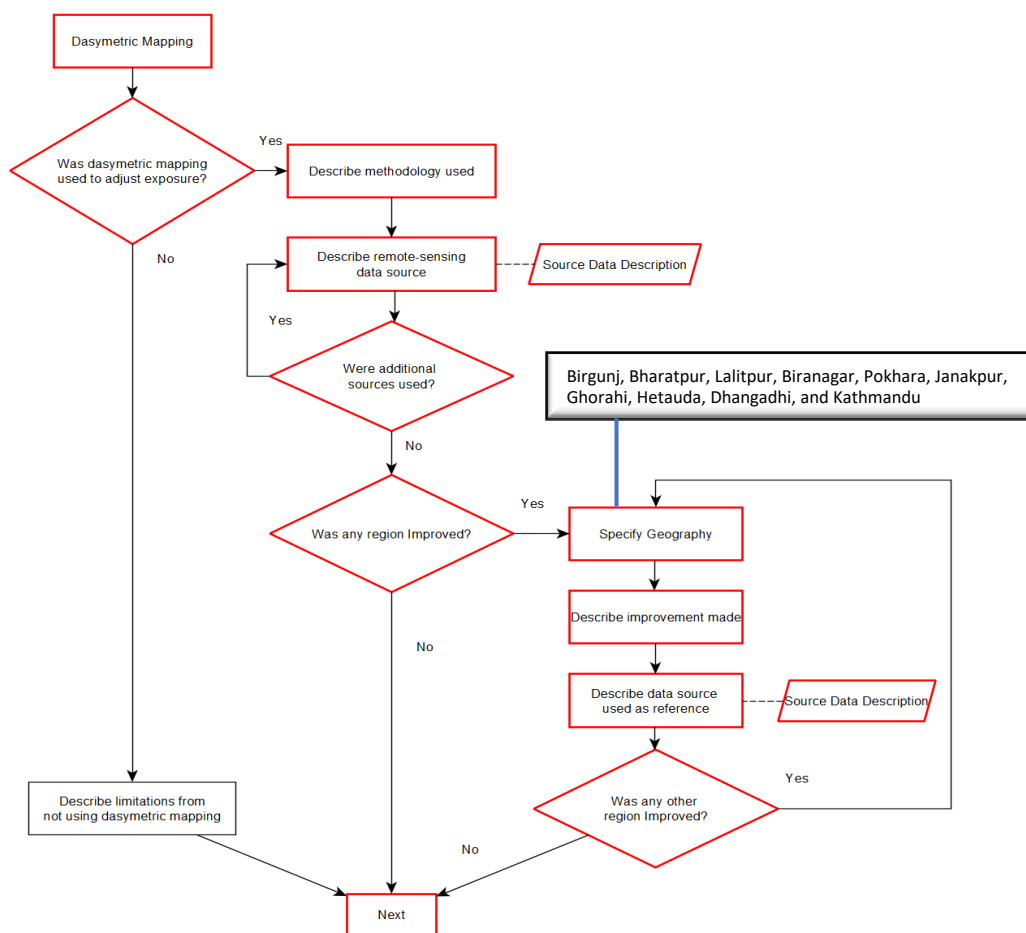 Dasymetric Mapping
Yes
Was dasymetric mapping
used to adjust exposure?
Describe methodology used
No
Describe remote-sensing
data source
Source Data Description
Yes
Were additional
sources used?
Birgunj, Bharatpur, Lalitpur, Biranagar, Pokhara, Janakpur,
Ghorahi, Hetauda, Dhangadhi, and Kathmandu
No
Yes
Was any region Improved?
Specify Geography
No
Describe improvement made
Describe data source
used as reference
Source Data Description
Yes
Was any other
region Improved?
Describe limitations from
not using dasymetric mapping
No
Next